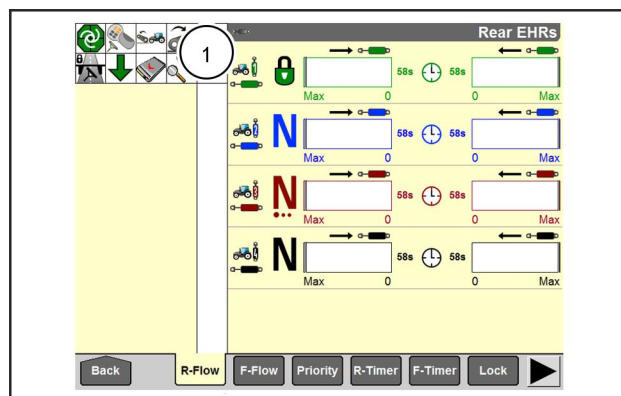 1
Rear EHRs
58s 58s
Max 0 0 Max
N 58s 58s
Max 0 0 Max
N 58s 58s
Max 0 0 Max
N 58s 58s
Max 0 0 Max
Back R-Flow F-Flow Priority R-Timer F-Timer Lock